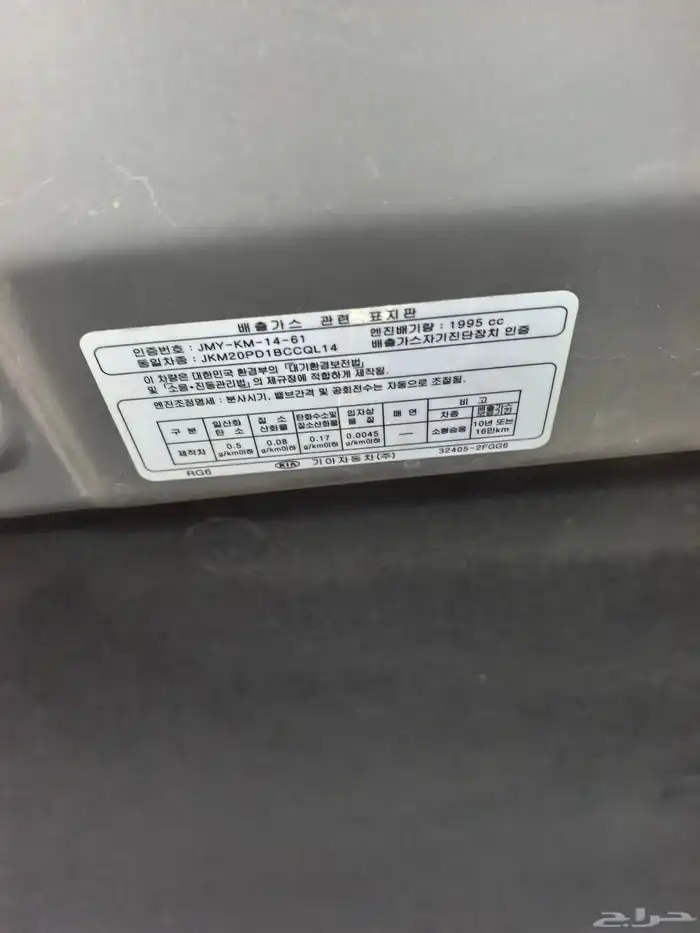 배출가스 관련 표지판
인증번호 : JMY-KM-14-61
엔진배기량 : 1995 cc
동일차종 : JKM20PD1BCCQL14
배출가스자기진단장치 인증
이 차량은 대한민국 환경부의 「대기환경보전법」
및 「소음•진동관리법」의 제규정에 적합하게 제작됨.
엔진조정명세 : 분사시기, 밸브간격 및 공회전수는 자동으로 조절됨.
구 분 일산화탄소 질소산화물 탄화수소및질소산화물 입자상물질 매연 비 고
차종 배출가스
제작차 0.5 g/km이하 0.08 g/km이하 0.17 g/km이하 0.0045 g/km이하 — 소형승용 10년 또는 16만km
RG6 KIA 기아자동차(주) 32405-2FGG6
حراج